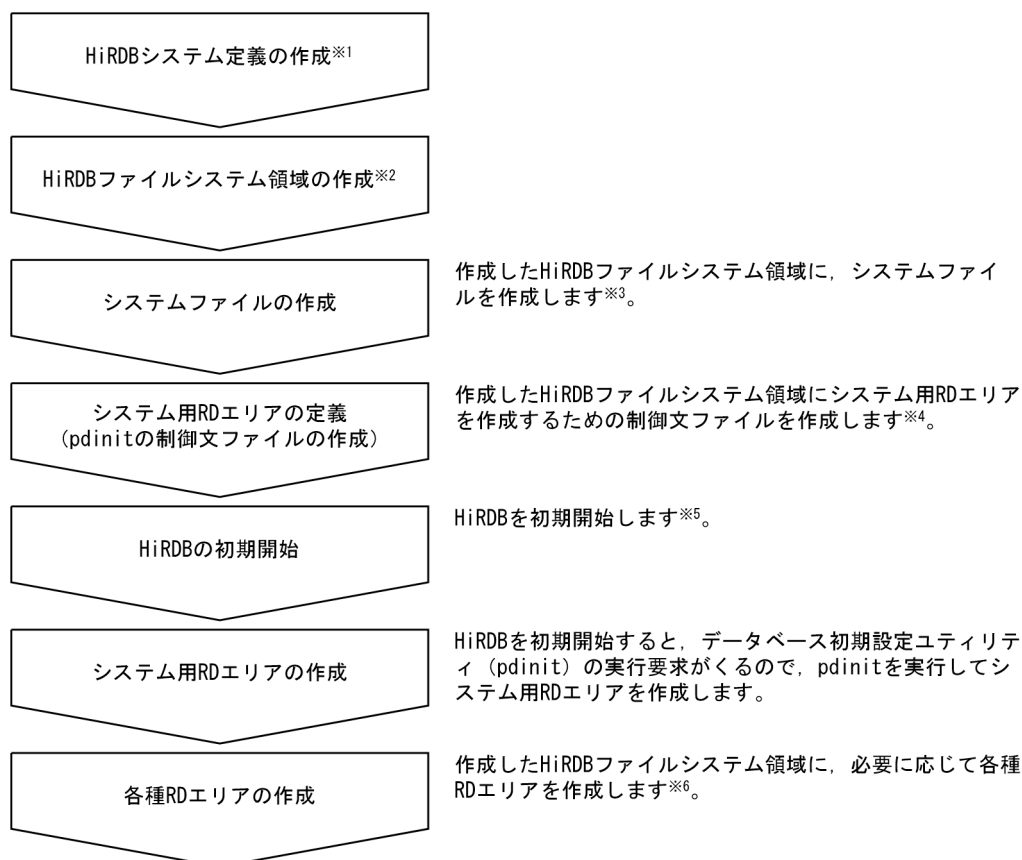 HiRDBシステム定義の作成※1
HiRDBファイルシステム領域の作成※2
システムファイルの作成
作成したHiRDBファイルシステム領域に，システムファイ
ルを作成します※3。
システム用RDエリアの定義
（pdinitの制御文ファイルの作成）
作成したHiRDBファイルシステム領域にシステム用RDエリア
を作成するための制御文ファイルを作成します※4。
HiRDBの初期開始
HiRDBを初期開始します※5。
システム用RDエリアの作成
HiRDBを初期開始すると，データベース初期設定ユティリテ
ィ（pdinit）の実行要求がくるので，pdinitを実行してシ
ステム用RDエリアを作成します。
各種RDエリアの作成
作成したHiRDBファイルシステム領域に，必要に応じて各種
RDエリアを作成します※6。